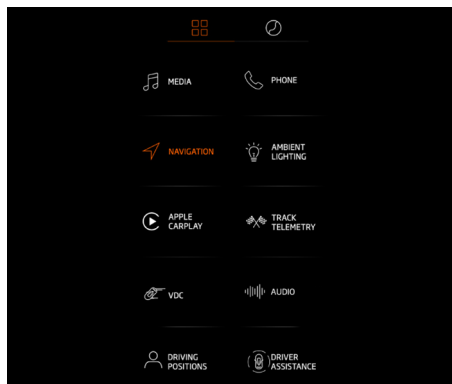 MEDIA
PHONE
NAVIGATION
AMBIENT
LIGHTING
APPLE
CARPLAY
TRACK
TELEMETRY
VDC
AUDIO
DRIVING
POSITIONS
DRIVER
ASSISTANCE